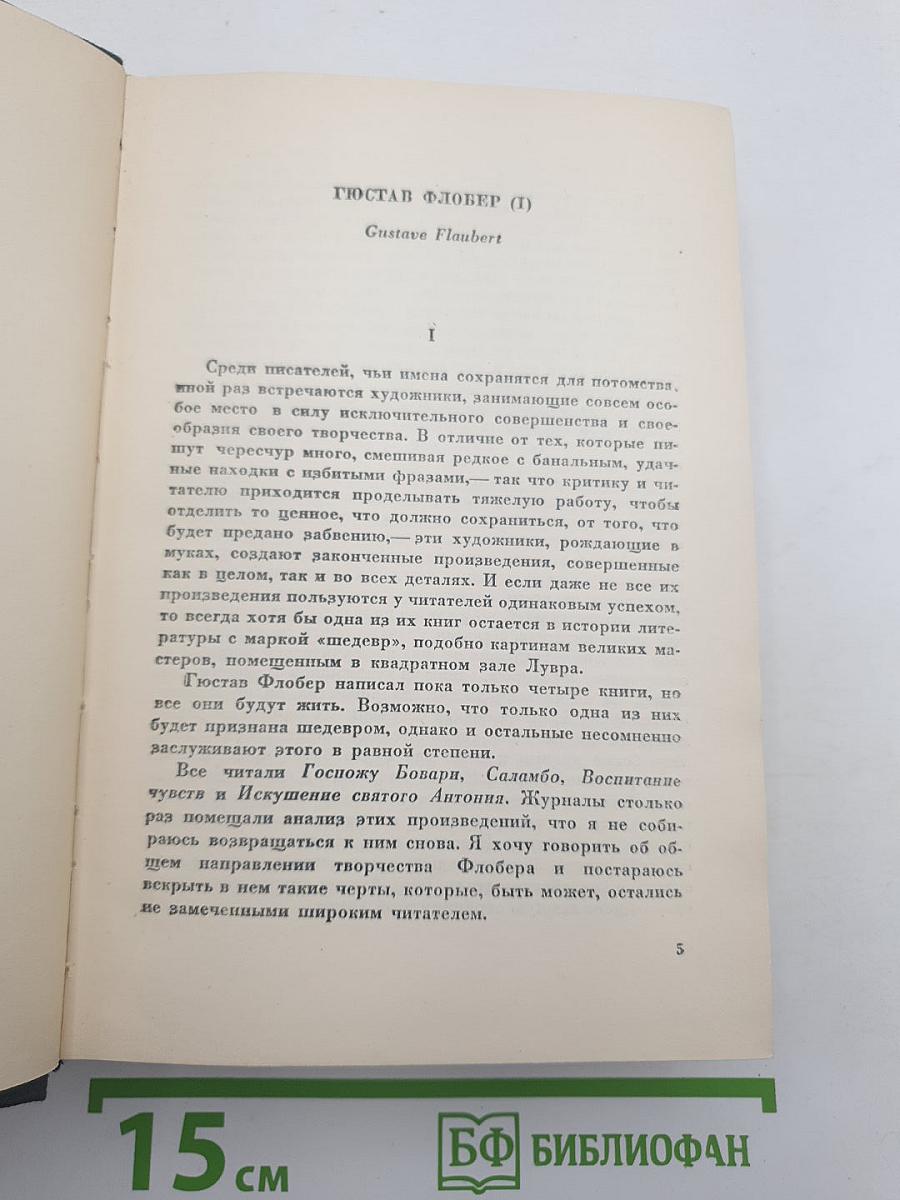 ГЮСТАВ ФЛОБЕР (I)
Gustave Flaubert
I
Среди писателей, чьи имена сохранятся для потомства,
иной раз встречаются художники, занимающие совсем осо-
бое место в силу исключительного совершенства и свое-
образия своего творчества. В отличие от тех, которые пи-
шут чересчур много, смешивая редкое с банальным, удач-
ные находки с избитыми фразами,— так что критику и чи-
тателю приходится проделывать тяжелую работу, чтобы
отделить то ценное, что должно сохраниться, от того, что
будет предано забвению,— эти художники, рождающие в
муках, создают законченные произведения, совершенные
как в целом, так и во всех деталях. И если даже не все их
произведения пользуются у читателей одинаковым успехом,
то всегда хотя бы одна из их книг остается в истории лите-
ратуры с маркой «шедевр», подобно картинам великих ма-
стеров, помещенным в квадратном зале Лувра.
Гюстав Флобер написал пока только четыре книги, но
все они будут жить. Возможно, что только одна из них
будет признана шедевром, однако и остальные несомненно
заслуживают этого в равной степени.
Все читали Госпожу Бовари, Саламбо, Воспитание
чувств и Искушение святого Антония. Журналы столько
раз помещали анализ этих произведений, что я не соби-
раюсь возвращаться к ним снова. Я хочу говорить об об-
щем направлении творчества Флобера и постараюсь
вскрыть в нем такие черты, которые, быть может, остались
не замеченными широким читателем.
5
15 см
БФ БИБЛИОФАН